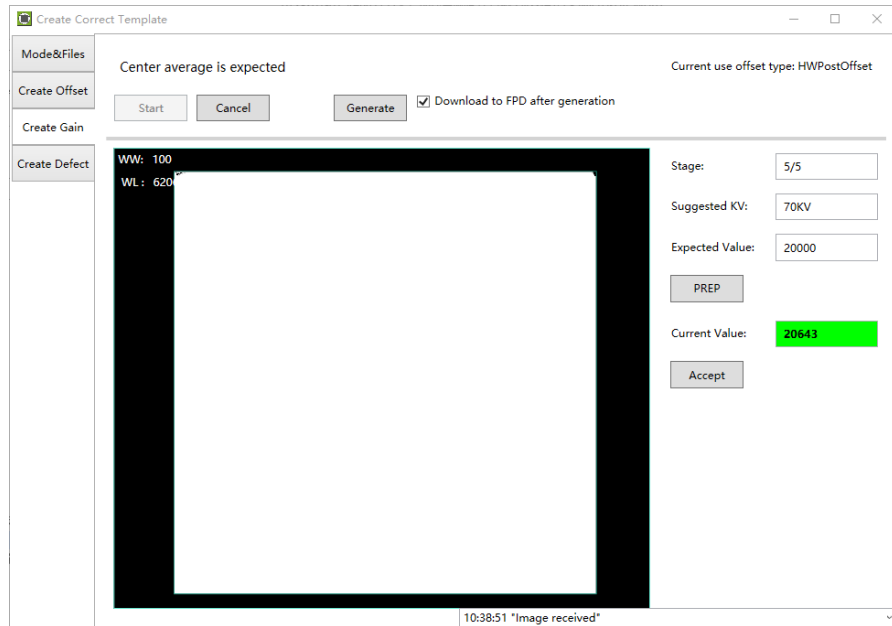 Create Correct Template
Mode&Files
Create Offset
Create Gain
Create Defect
Center average is expected
Current use offset type: HWPostOffset
Start
Cancel
Generate
Download to FPD after generation
WW: 100
WL: 620
Stage:
5/5
Suggested KV:
70KV
Expected Value:
20000
PREP
Current Value:
20643
Accept
10:38:51 "Image received"